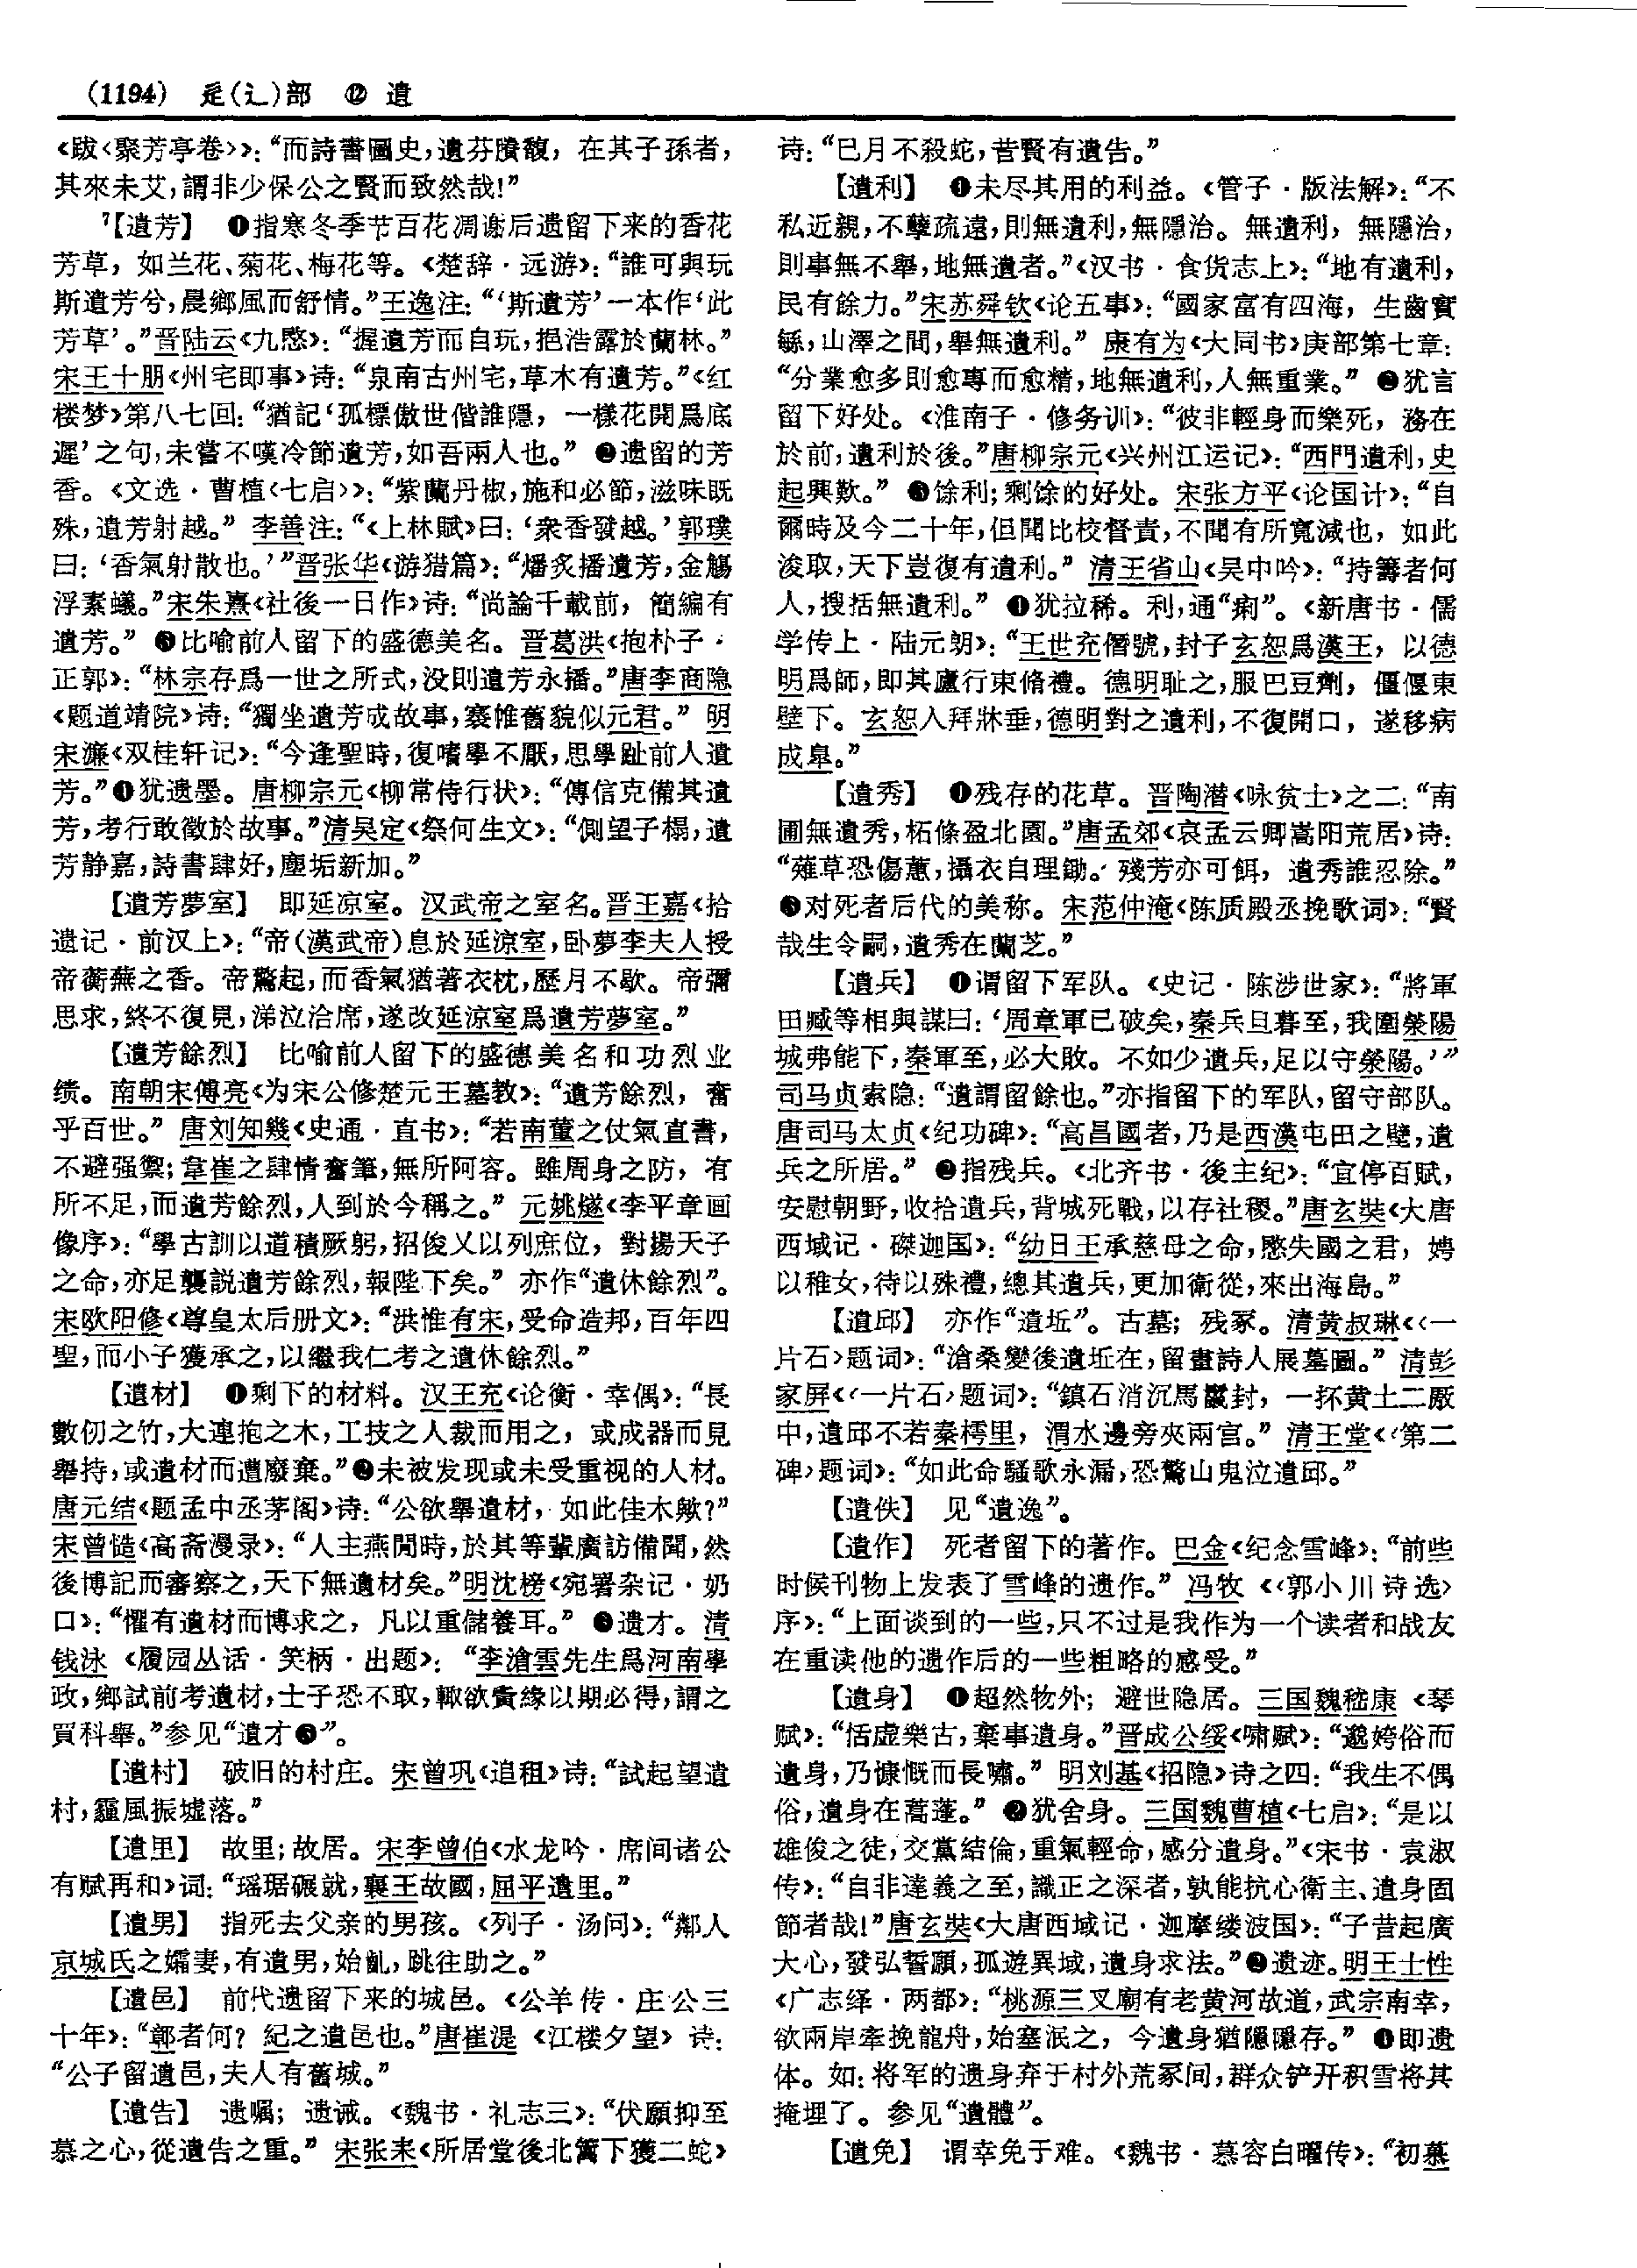 (1194) 辵(辶)部 ⑫ 遺
《跋〈聚芳亭卷〉》:“而詩書圖史,遺芬賸馥, 在其子孫者,
其來未艾,謂非少保公之賢而致然哉!”
【遺芳】 ❶指寒冬季节百花凋谢后遗留下来的香花
芳草, 如兰花、菊花、梅花等。《楚辞·远游》:“誰可與玩
斯遺芳兮,晨鄉風而舒情。”王逸注:“‘斯遺芳’一本作‘此
芳草’。”晋陆云《九愍》:“握遺芳而自玩,挹浩露於蘭林。”
宋王十朋《州宅即事》诗:“泉南古州宅,草木有遺芳。”《红
楼梦》第八七回:“猶記‘孤標傲世偕誰隱, 一樣花開爲底
遲’之句,未嘗不嘆冷節遺芳,如吾兩人也。” ❷遗留的芳
香。《文选·曹植〈七启〉》:“紫蘭丹椒,施和必節,滋味既
殊,遺芳射越。” 李善注:“《上林賦》曰:‘衆香發越。’郭璞
曰:‘香氣射散也。’”晋张华《游猎篇》:“燔炙播遺芳,金觴
浮素蟻。”宋朱熹《社後一日作》诗:“尚論千載前, 簡編有
遺芳。” ❸比喻前人留下的盛德美名。晋葛洪《抱朴子·
正郭》:“林宗存爲一世之所式,没則遺芳永播。”唐李商隐
《题道靖院》诗:“獨坐遺芳成故事,褰帷舊貌似元君。” 明
宋濂《双桂轩记》:“今逢聖時,復嗜學不厭,思學趾前人遺
芳。”❹犹遗墨。唐柳宗元《柳常侍行状》:“傳信克備其遺
芳,考行敢徵於故事。”清吴定《祭何生文》:“側望子榻,遺
芳静嘉,詩書肆好,塵垢新加。”
【遺芳夢室】 即延凉室。汉武帝之室名。晋王嘉《拾
遗记·前汉上》:“帝(漢武帝)息於延涼室,卧夢李夫人授
帝蘅蕪之香。帝驚起,而香氣猶著衣枕,歷月不歇。帝彌
思求,終不復見,涕泣洽席,遂改延涼室爲遺芳夢室。”
【遺芳餘烈】 比喻前人留下的盛德美名和功烈业
绩。南朝宋傅亮《为宋公修楚元王墓教》:“遺芳餘烈, 奮
乎百世。” 唐刘知幾《史通·直书》:“若南董之仗氣直書,
不避强禦;韋崔之肆情奮筆,無所阿容。雖周身之防, 有
所不足,而遺芳餘烈,人到於今稱之。” 元姚燧《李平章画
像序》:“學古訓以道積厥躬,招俊乂以列庶位, 對揚天子
之命,亦足襲説遺芳餘烈,報陛下矣。” 亦作“遺休餘烈”。
宋欧阳修《尊皇太后册文》:“洪惟有宋,受命造邦,百年四
聖,而小子獲承之,以繼我仁考之遺休餘烈。”
【遺材】 ❶剩下的材料。汉王充《论衡·幸偶》:“長
數仞之竹,大連抱之木,工技之人裁而用之, 或成器而見
舉持,或遺材而遭廢棄。”❷未被发现或未受重视的人材。
唐元结《题孟中丞茅阁》诗:“公欲舉遺材, 如此佳木歟?”
宋曾慥《高斋漫录》:“人主燕閒時,於其等輩廣訪備聞,然
後博記而審察之,天下無遺材矣。”明沈榜《宛署杂记·奶
口》:“懼有遺材而博求之, 凡以重儲養耳。” ❸遗才。清
钱泳 《履园丛话·笑柄·出题》: “李滄雲先生爲河南學
政,鄉試前考遺材,士子恐不取,輙欲夤緣以期必得,謂之
買科舉。”参见“遺才❸”。
【遺村】 破旧的村庄。宋曾巩《追租》诗:“試起望遺
村,霾風振墟落。”
【遺里】 故里;故居。宋李曾伯《水龙吟·席间诸公
有赋再和》词:“瑶琚碾就,襄王故國,屈平遺里。”
【遺男】 指死去父亲的男孩。《列子·汤问》:“鄰人
京城氏之孀妻,有遺男,始齓,跳往助之。”
【遺邑】 前代遗留下来的城邑。《公羊传·庄公三
十年》:“鄣者何? 紀之遺邑也。”唐崔湜 《江楼夕望》 诗:
“公子留遺邑,夫人有舊城。”
【遺告】 遗嘱; 遗诫。《魏书·礼志三》:“伏願抑至
慕之心,從遺告之重。” 宋张耒《所居堂後北篱下獲二蛇》
诗:“巳月不殺蛇,昔賢有遺告。”
【遺利】 ❶未尽其用的利益。《管子·版法解》:“不
私近親,不孽疏遠,則無遺利,無隱治。無遺利, 無隱治,
則事無不舉,地無遺者。”《汉书·食货志上》:“地有遺利,
民有餘力。”宋苏舜钦《论五事》:“國家富有四海, 生齒實
緐,山澤之間,舉無遺利。” 康有为《大同书》庚部第七章:
“分業愈多則愈專而愈精,地無遺利,人無重業。” ❷犹言
留下好处。《淮南子·修务训》:“彼非輕身而樂死, 務在
於前,遺利於後。”唐柳宗元《兴州江运记》:“西門遺利,史
起興歎。” ❸馀利;剩馀的好处。宋张方平《论国计》:“自
爾時及今二十年,但聞比校督責,不聞有所寬減也, 如此
浚取,天下豈復有遺利。” 清王省山《吴中吟》:“持籌者何
人,搜括無遺利。” ❹犹拉稀。利,通“痢”。《新唐书·儒
学传上·陆元朗》:“王世充僭號,封子玄恕爲漢王, 以德
明爲師,即其廬行束脩禮。德明耻之,服巴豆劑, 僵偃東
壁下。玄恕入拜牀垂,德明對之遺利,不復開口, 遂移病
成皋。”
【遺秀】 ❶残存的花草。晋陶潜《咏贫士》之二:“南
圃無遺秀,枯條盈北園。”唐孟郊《哀孟云卿嵩阳荒居》诗:
“薙草恐傷蕙,攝衣自理鋤。殘芳亦可餌, 遺秀誰忍除。”
❷对死者后代的美称。宋范仲淹《陈质殿丞挽歌词》:“賢
哉生令嗣,遺秀在蘭芝。”
【遺兵】 ❶谓留下军队。《史记·陈涉世家》:“將軍
田臧等相與謀曰:‘周章軍已破矣,秦兵旦暮至,我圍滎陽
城弗能下,秦軍至,必大敗。不如少遺兵,足以守滎陽。’”
司马贞索隐:“遺謂留餘也。”亦指留下的军队,留守部队。
唐司马太贞《纪功碑》:“高昌國者,乃是西漢屯田之壁,遺
兵之所居。” ❷指残兵。《北齐书·後主纪》:“宜停百賦,
安慰朝野,收拾遺兵,背城死戰,以存社稷。”唐玄奘《大唐
西域记·磔迦国》:“幼日王承慈母之命,愍失國之君, 娉
以稚女,待以殊禮,總其遺兵,更加衛從,來出海島。”
【遺邱】 亦作“遺坵”。古墓; 残冢。清黄叔琳《〈一
片石〉题词》:“滄桑變後遺坵在,留畫詩人展墓圖。” 清彭
家屏《〈一片石〉题词》:“鎮石消沉馬鬛封, 一抔黄土二厫
中,遺邱不若秦樗里, 渭水邊旁夾兩宫。” 清王堂《〈第二
碑〉题词》:“如此命騷歌永漏,恐驚山鬼泣遺邱。”
【遺佚】 见“遺逸”。
【遺作】 死者留下的著作。巴金《纪念雪峰》:“前些
时候刊物上发表了雪峰的遗作。” 冯牧 《〈郭小川诗选〉
序》:“上面谈到的一些,只不过是我作为一个读者和战友
在重读他的遗作后的一些粗略的感受。”
【遺身】 ❶超然物外; 避世隐居。三国魏嵇康 《琴
赋》:“恬虚樂古,棄事遺身。”晋成公绥《啸赋》:“邈姱俗而
遺身,乃慷慨而長嘯。” 明刘基《招隐》诗之四:“我生不偶
俗,遺身在蒿蓬。” ❷犹舍身。三国魏曹植《七启》:“是以
雄俊之徒,交黨結倫,重氣輕命,感分遺身。”《宋书·袁淑
传》:“自非達義之至,識正之深者,孰能抗心衛主、遺身固
節者哉!”唐玄奘《大唐西域记·迦摩缕波国》:“子昔起廣
大心,發弘誓願,孤遊異域,遺身求法。”❸遗迹。明王士性
《广志绎·两都》:“桃源三叉廟有老黄河故道,武宗南幸,
欲兩岸牽挽龍舟,始塞泯之, 今遺身猶隱隱存。” ❹即遗
体。如:将军的遗身弃于村外荒冢间,群众铲开积雪将其
掩埋了。参见“遺體”。
【遺免】 谓幸免于难。《魏书·慕容白曜传》:“初慕